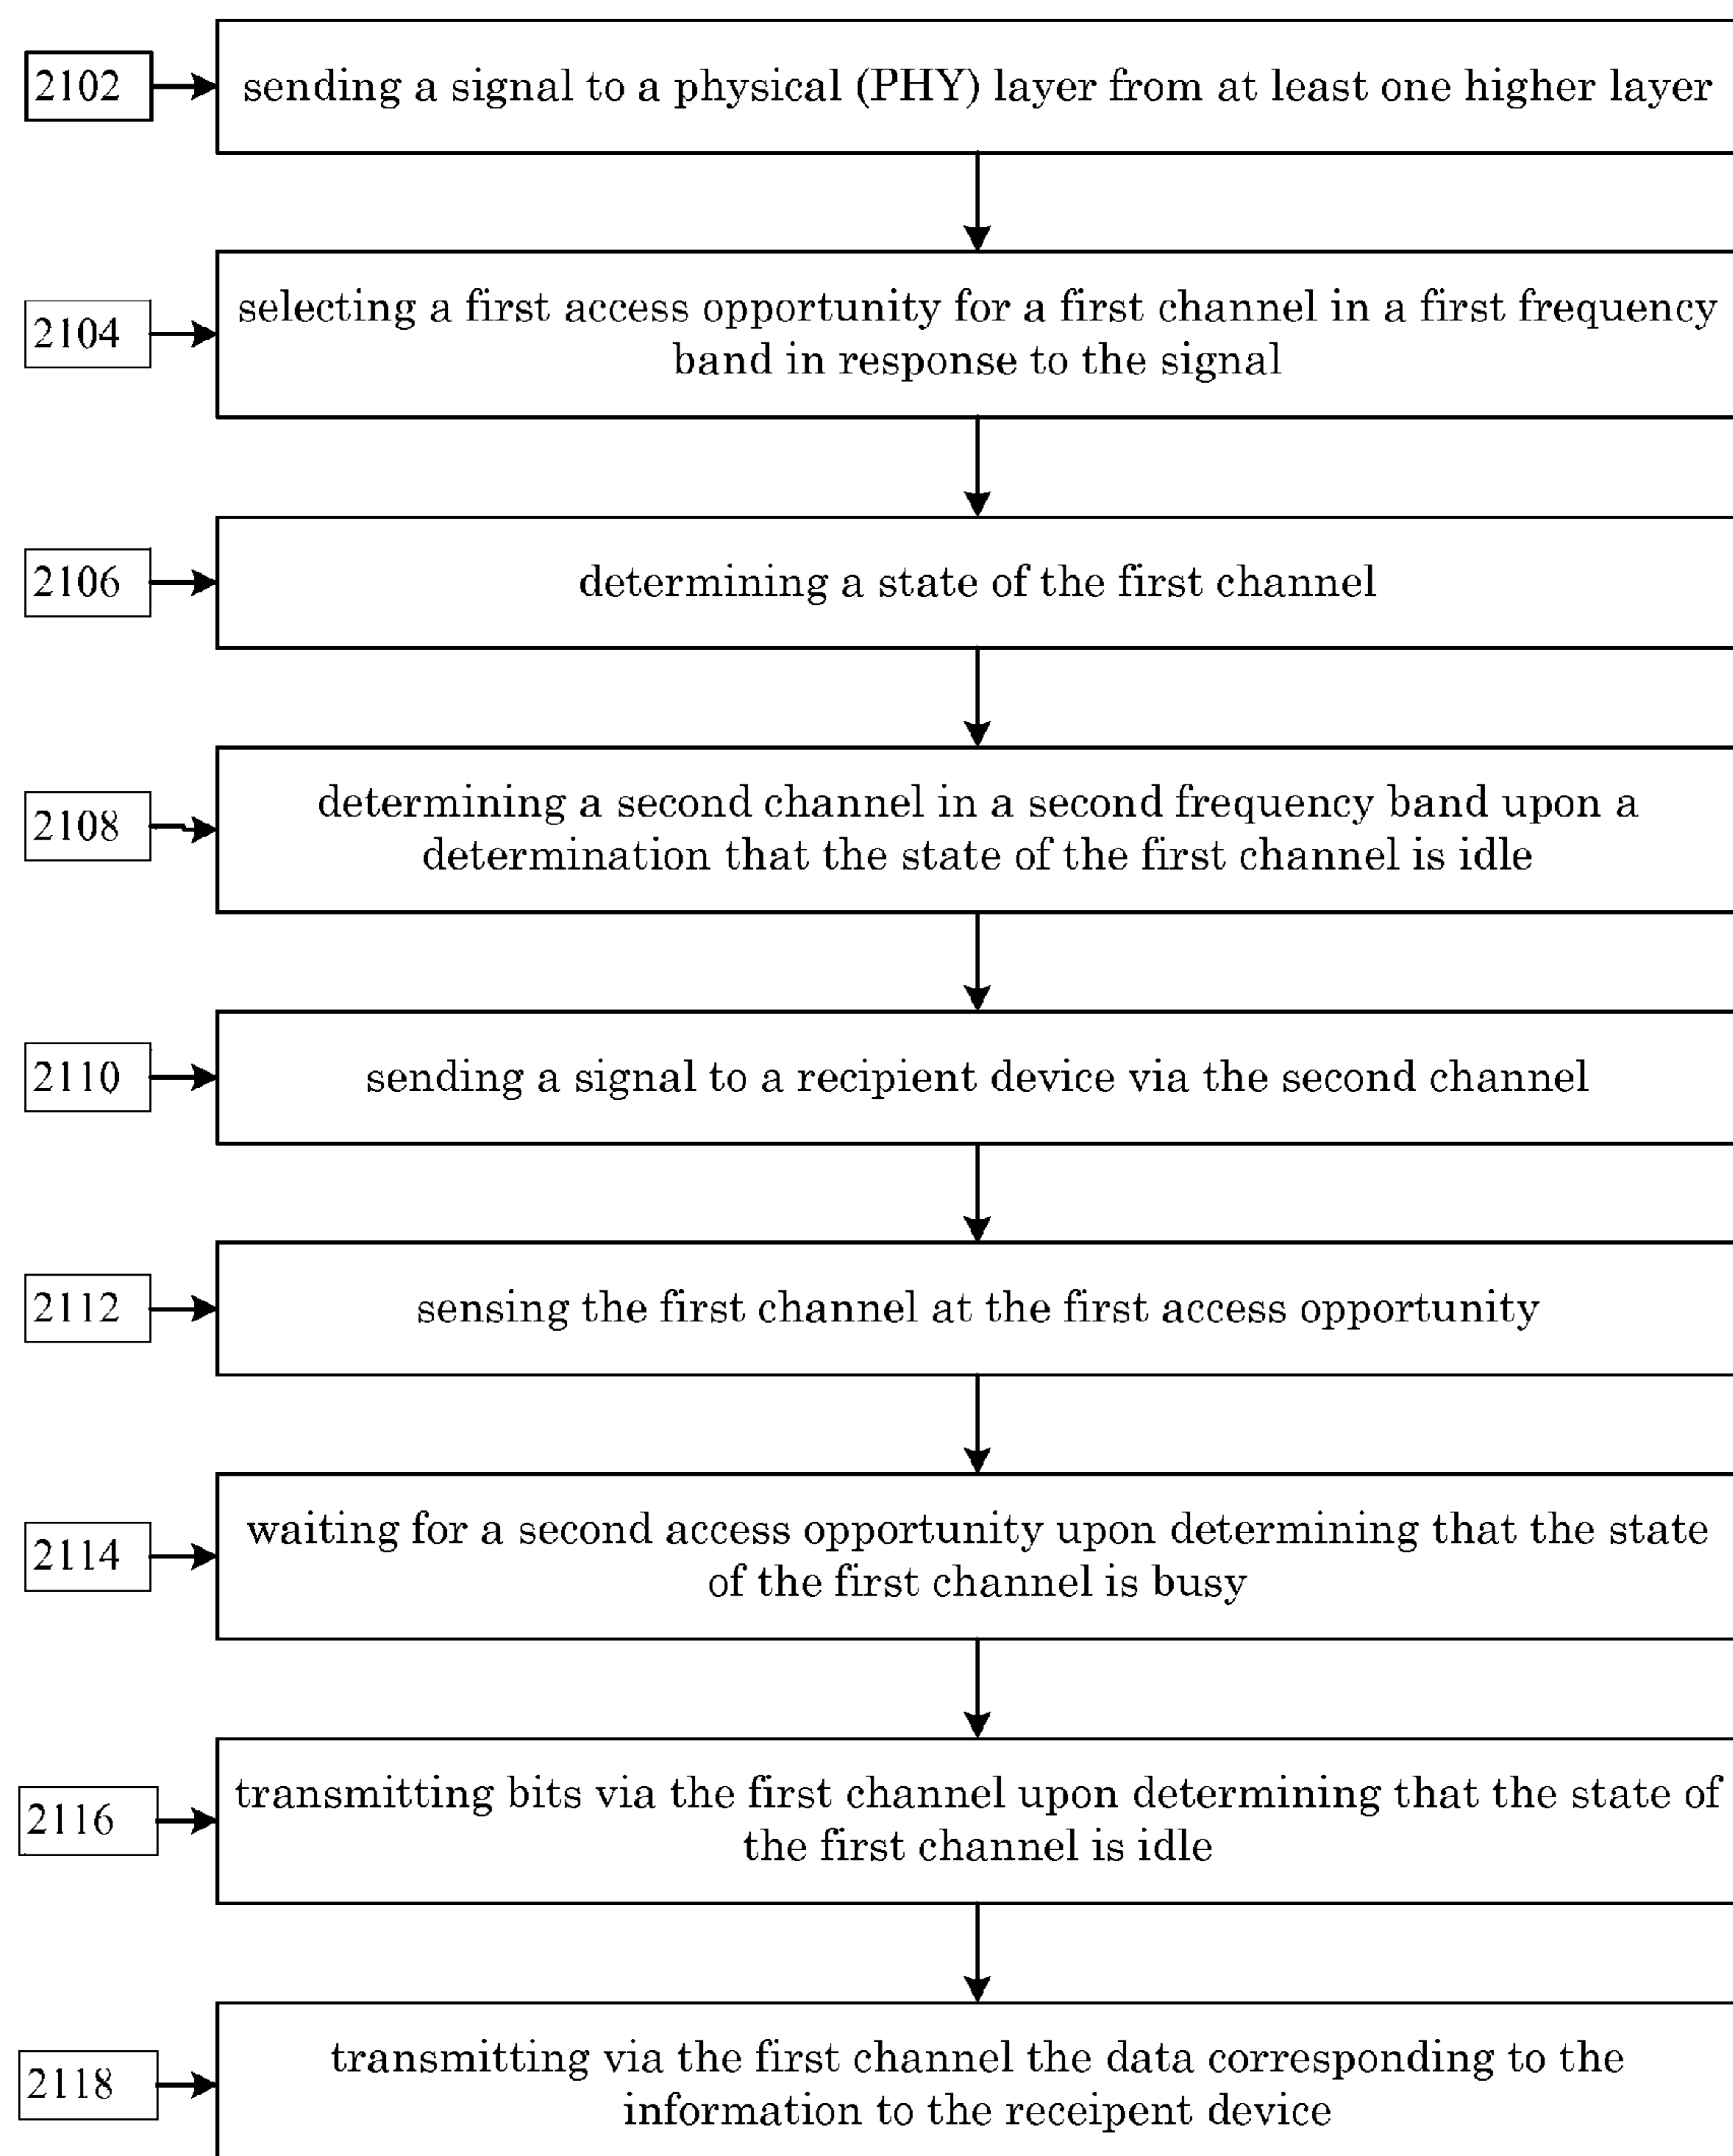 2102
sending a signal to a physical (PHY) layer from at least one higher layer
2104
selecting a first access opportunity for a first channel in a first frequency
band in response to the signal
2106
determining a state of the first channel
2108
determining a second channel in a second frequency band upon a
determination that the state of the first channel is idle
2110
sending a signal to a recipient device via the second channel
2112
sensing the first channel at the first access opportunity
2114
waiting for a second access opportunity upon determining that the state
of the first channel is busy
2116
transmitting bits via the first channel upon determining that the state of
the first channel is idle
2118
transmitting via the first channel the data corresponding to the
information to the receipent device